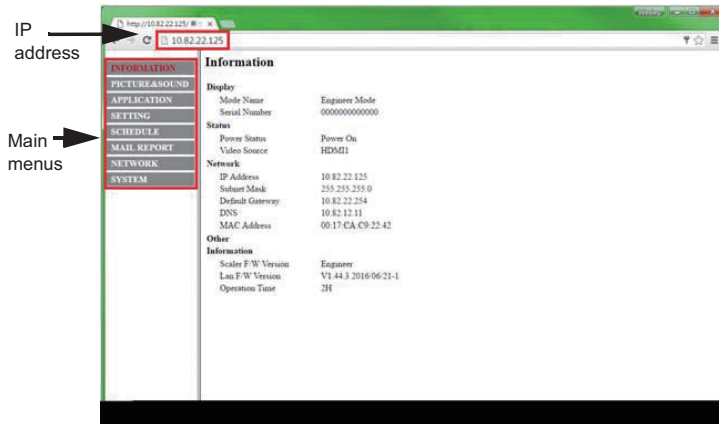 http://10.82.22.125/
IP address
10.82.22.125
Main menus
INFORMATION
PICTURE&SOUND
APPLICATION
SETTING
SCHEDULE
MAIL REPORT
NETWORK
SYSTEM
Information
Display
Mode Name Engineer Mode
Serial Number 0000000000000
Status
Power Status Power On
Video Source HDMI1
Network
IP Address 10.82.22.125
Subnet Mask 255.255.255.0
Default Gateway 10.82.22.254
DNS 10.82.12.11
MAC Address 00:17:CA:C9:22:42
Other
Information
Scaler F/W Version Engineer
Lan F/W Version V1.44.3 2016/06/21-1
Operation Time 2H